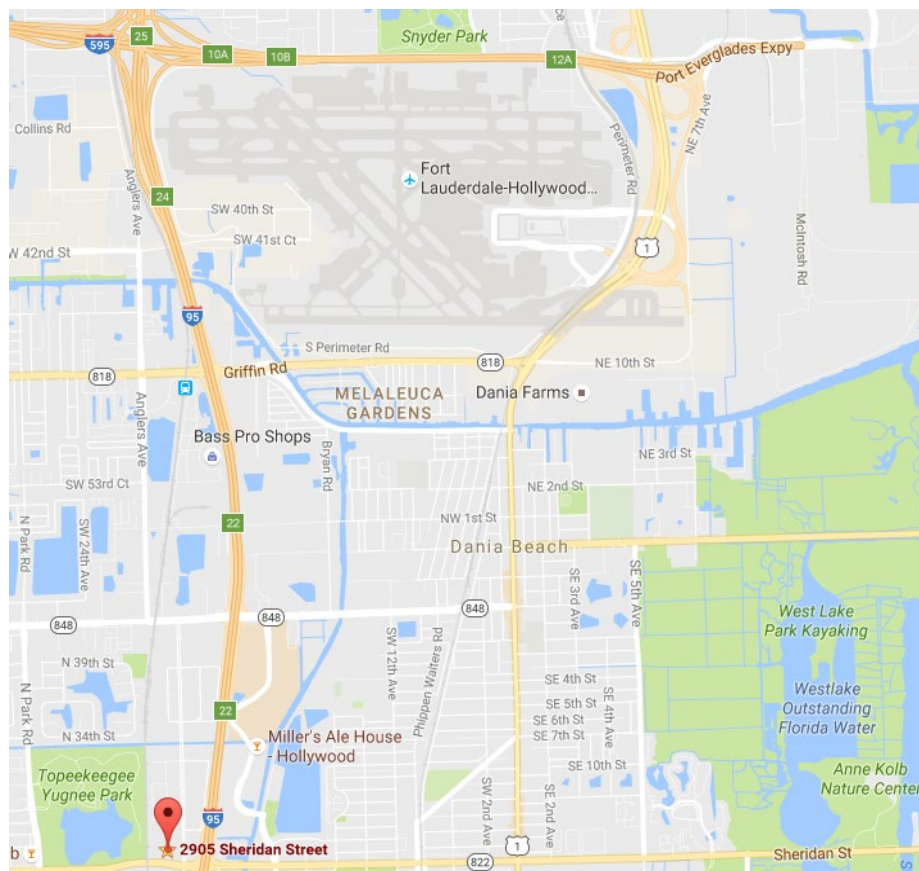 Snyder Park
25
595
10A
10B
12A
Port Everglades Expy
Collins Rd
Perimeter Rd
NE 7th Ave
Fort
Lauderdale-Hollywood...
Anglers Ave
24
SW 40th St
SW 41st Ct
W 42nd St
1
McIntosh Rd
95
S Perimeter Rd
818
NE 10th St
Griffin Rd
818
MELALEUCA
GARDENS
Dania Farms
Anglers Ave
Bass Pro Shops
Bryan Rd
NE 3rd St
SW 53rd Ct
NE 2nd St
N Park Rd
SW 24th Ave
22
NW 1st St
Dania Beach
SE 3rd Ave
SE 5th Ave
848
848
848
West Lake
Park Kayaking
SW 12th Ave
Phippen Waiters Rd
N 39th St
N Park Rd
SE 4th St
SE 5th St
SE 6th St
SE 7th St
SE 4th Ave
Westlake
Outstanding
Florida Water
22
N 34th St
Miller's Ale House
- Hollywood
SE 10th St
Topeekeegee
Yugnee Park
Anne Kolb
Nature Center
SW 2nd Ave
SE 2nd Ave
95
2905 Sheridan Street
b
822
1
Sheridan St
S